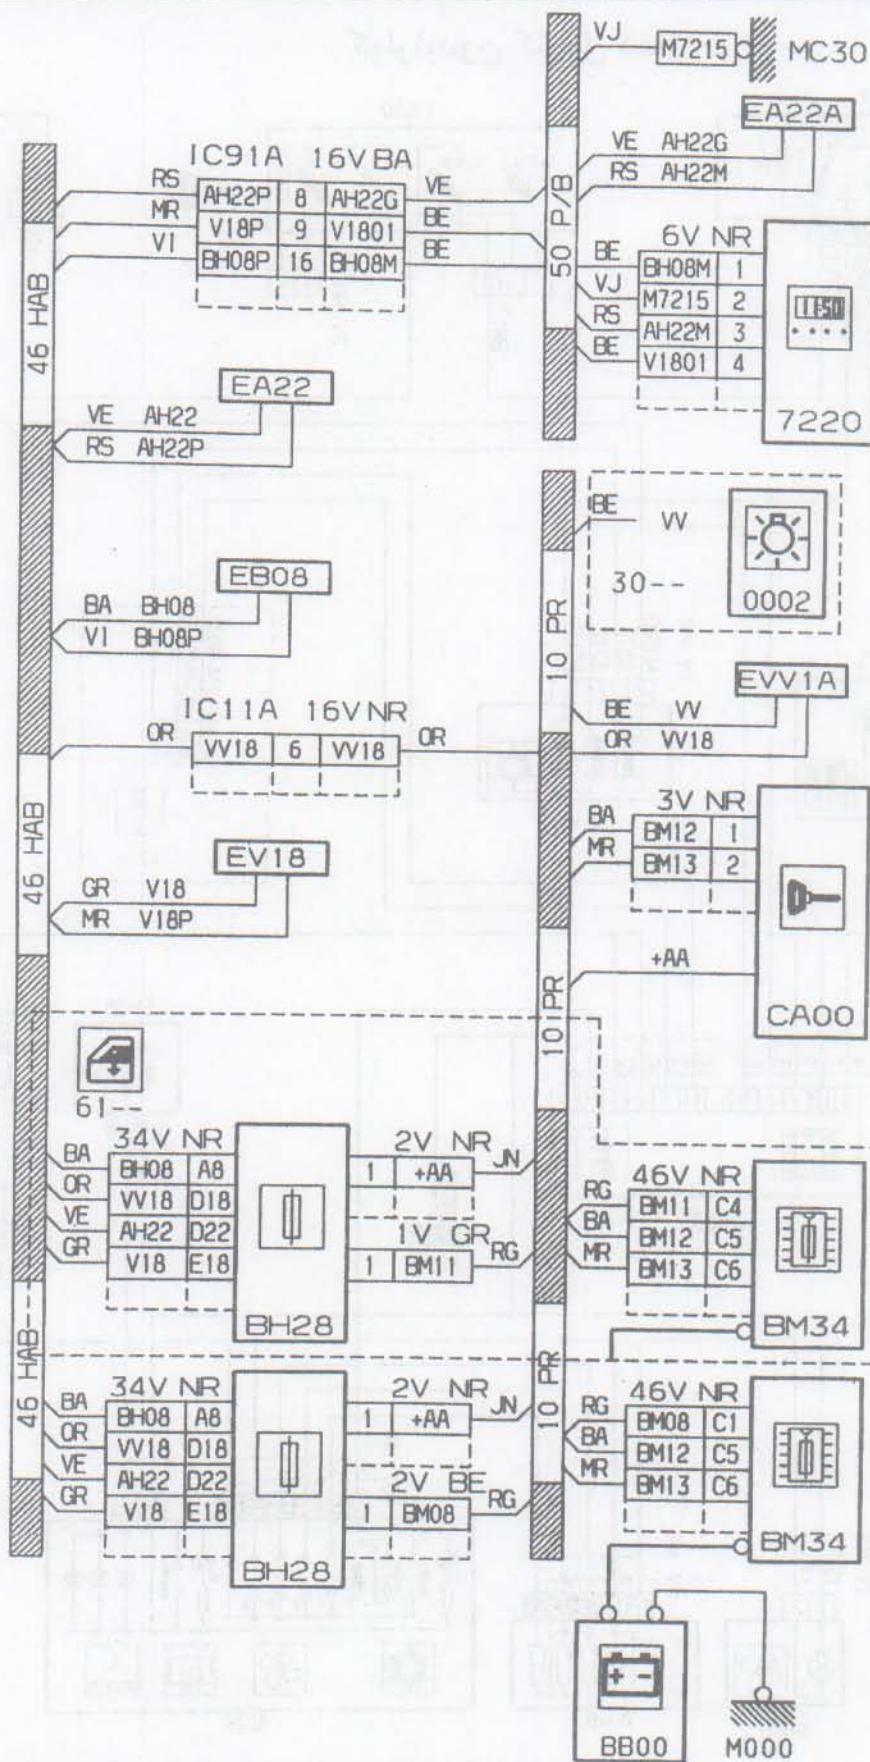 VJ M7215 MC30
EA22A
VE AH22G
RS AH22M
50 P/B
6V NR
BE BH08M 1
VJ M7215 2
RS AH22M 3
BE V1801 4
11:50
7220
IC91A 16V BA
RS AH22P 8 AH22G VE
MR V18P 9 V1801 BE
VI BH08P 16 BH08M BE
46 HAB
EA22
VE AH22
RS AH22P
EB08
BA BH08
VI BH08P
IC11A 16V NR
OR VV18 6 VV18 OR
46 HAB
EV18
GR V18
MR V18P
BE VV
30--
0002
10 PR
EVV1A
BE VV
OR VV18
3V NR
BA BM12 1
MR BM13 2
+AA
CA00
10 PR
61--
34V NR
BA BH08 A8
OR VV18 D18
VE AH22 D22
GR V18 E18
BH28
2V NR
1 +AA JN
1V GR
1 BM11 RG
46V NR
RG BM11 C4
BA BM12 C5
MR BM13 C6
BM34
46 HAB
34V NR
BA BH08 A8
OR VV18 D18
VE AH22 D22
GR V18 E18
BH28
2V NR
1 +AA JN
2V BE
1 BM08 RG
10 PR
46V NR
RG BM08 C1
BA BM12 C5
MR BM13 C6
BM34
+ -
BB00
M000